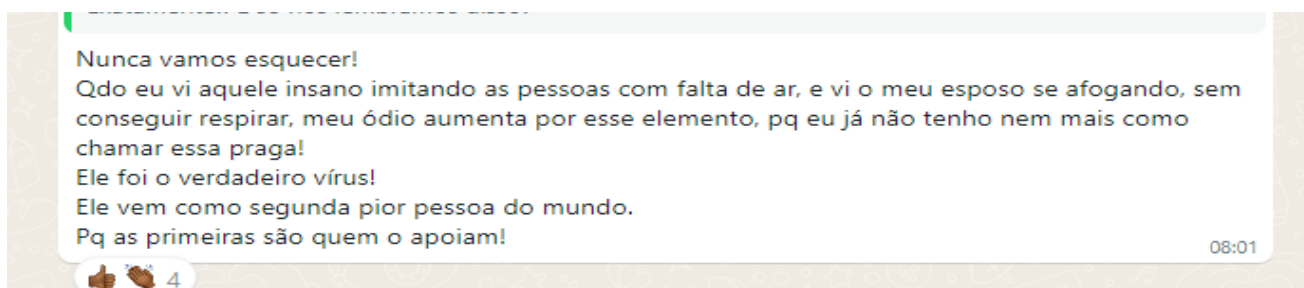 Nunca vamos esquecer!
Qdo eu vi aquele insano imitando as pessoas com falta de ar, e vi o meu esposo se afogando, sem
conseguir respirar, meu ódio aumenta por esse elemento, pq eu já não tenho nem mais como
chamar essa praga!
Ele foi o verdadeiro vírus!
Ele vem como segunda pior pessoa do mundo.
Pq as primeiras são quem o apoiam!
08:01
4